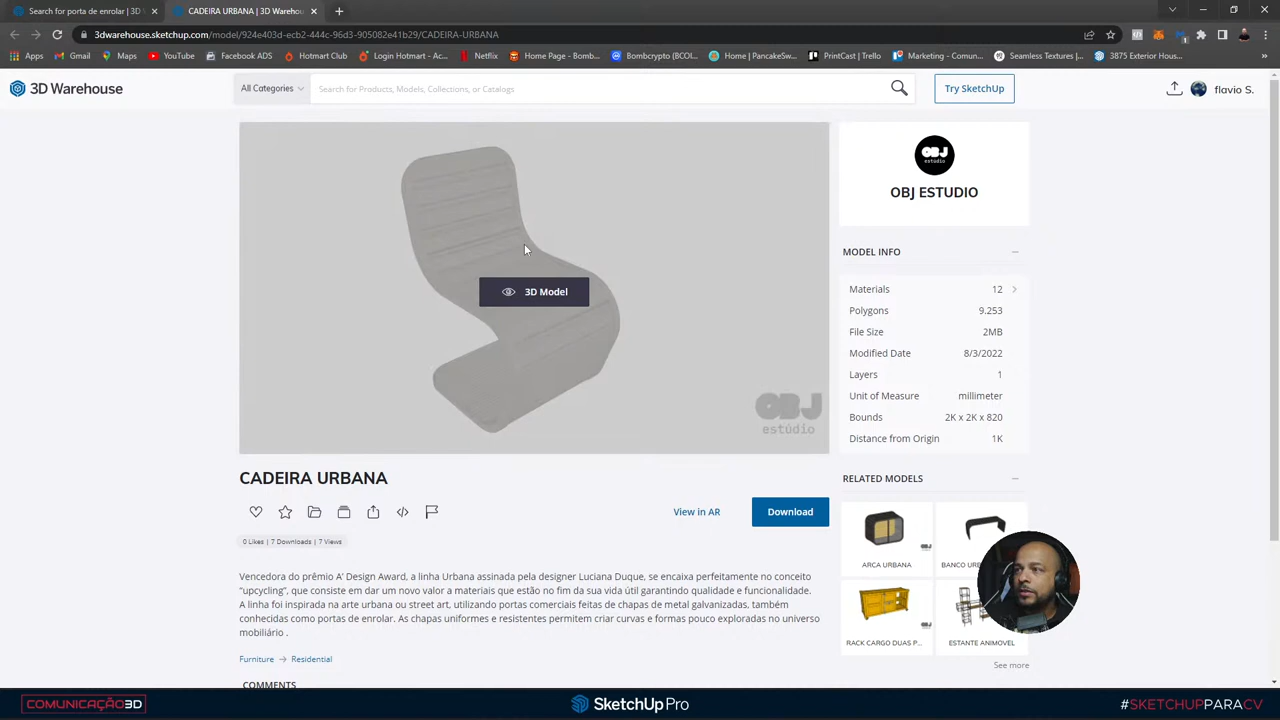 Search for porta de enrolar | 3D
CADEIRA URBANA | 3D Wareho
3dwarehouse.sketchup.com/model/924e403d-ecb2-444c-96d3-905082e41b29/CADEIRA-URBANA
Apps
Gmail
Maps
YouTube
Facebook ADS
Hotmart Club
Login Hotmart - Ac...
Netflix
Home Page - Bomb...
Bombcrypto (BCOI...
Home | PancakeSw...
PrintCast | Trello
Marketing - Comun...
Seamless Textures |...
3875 Exterior Hous...
3D Warehouse
All Categories
Search for Products, Models, Collections, or Catalogs
Try SketchUp
flavio S.
3D Model
OBJ
estúdio
OBJ
estúdio
OBJ ESTUDIO
MODEL INFO
Materials 12
Polygons 9.253
File Size 2MB
Modified Date 8/3/2022
Layers 1
Unit of Measure millimeter
Bounds 2K x 2K x 820
Distance from Origin 1K
CADEIRA URBANA
View in AR
Download
0 Likes | 7 Downloads | 7 Views
RELATED MODELS
ARCA URBANA
BANCO URB
RACK CARGO DUAS P...
ESTANTE ANIMOVEL
See more
Vencedora do prêmio A' Design Award, a linha Urbana assinada pela designer Luciana Duque, se encaixa perfeitamente no conceito
“upcycling”, que consiste em dar um novo valor a materiais que estão no fim da sua vida útil garantindo qualidade e funcionalidade.
A linha foi inspirada na arte urbana ou street art, utilizando portas comerciais feitas de chapas de metal galvanizadas, também
conhecidas como portas de enrolar. As chapas uniformes e resistentes permitem criar curvas e formas pouco exploradas no universo
mobiliário .
Furniture → Residential
COMMENTS
COMUNICAÇÃO3D
SketchUp Pro
#SKETCHUPPARACV